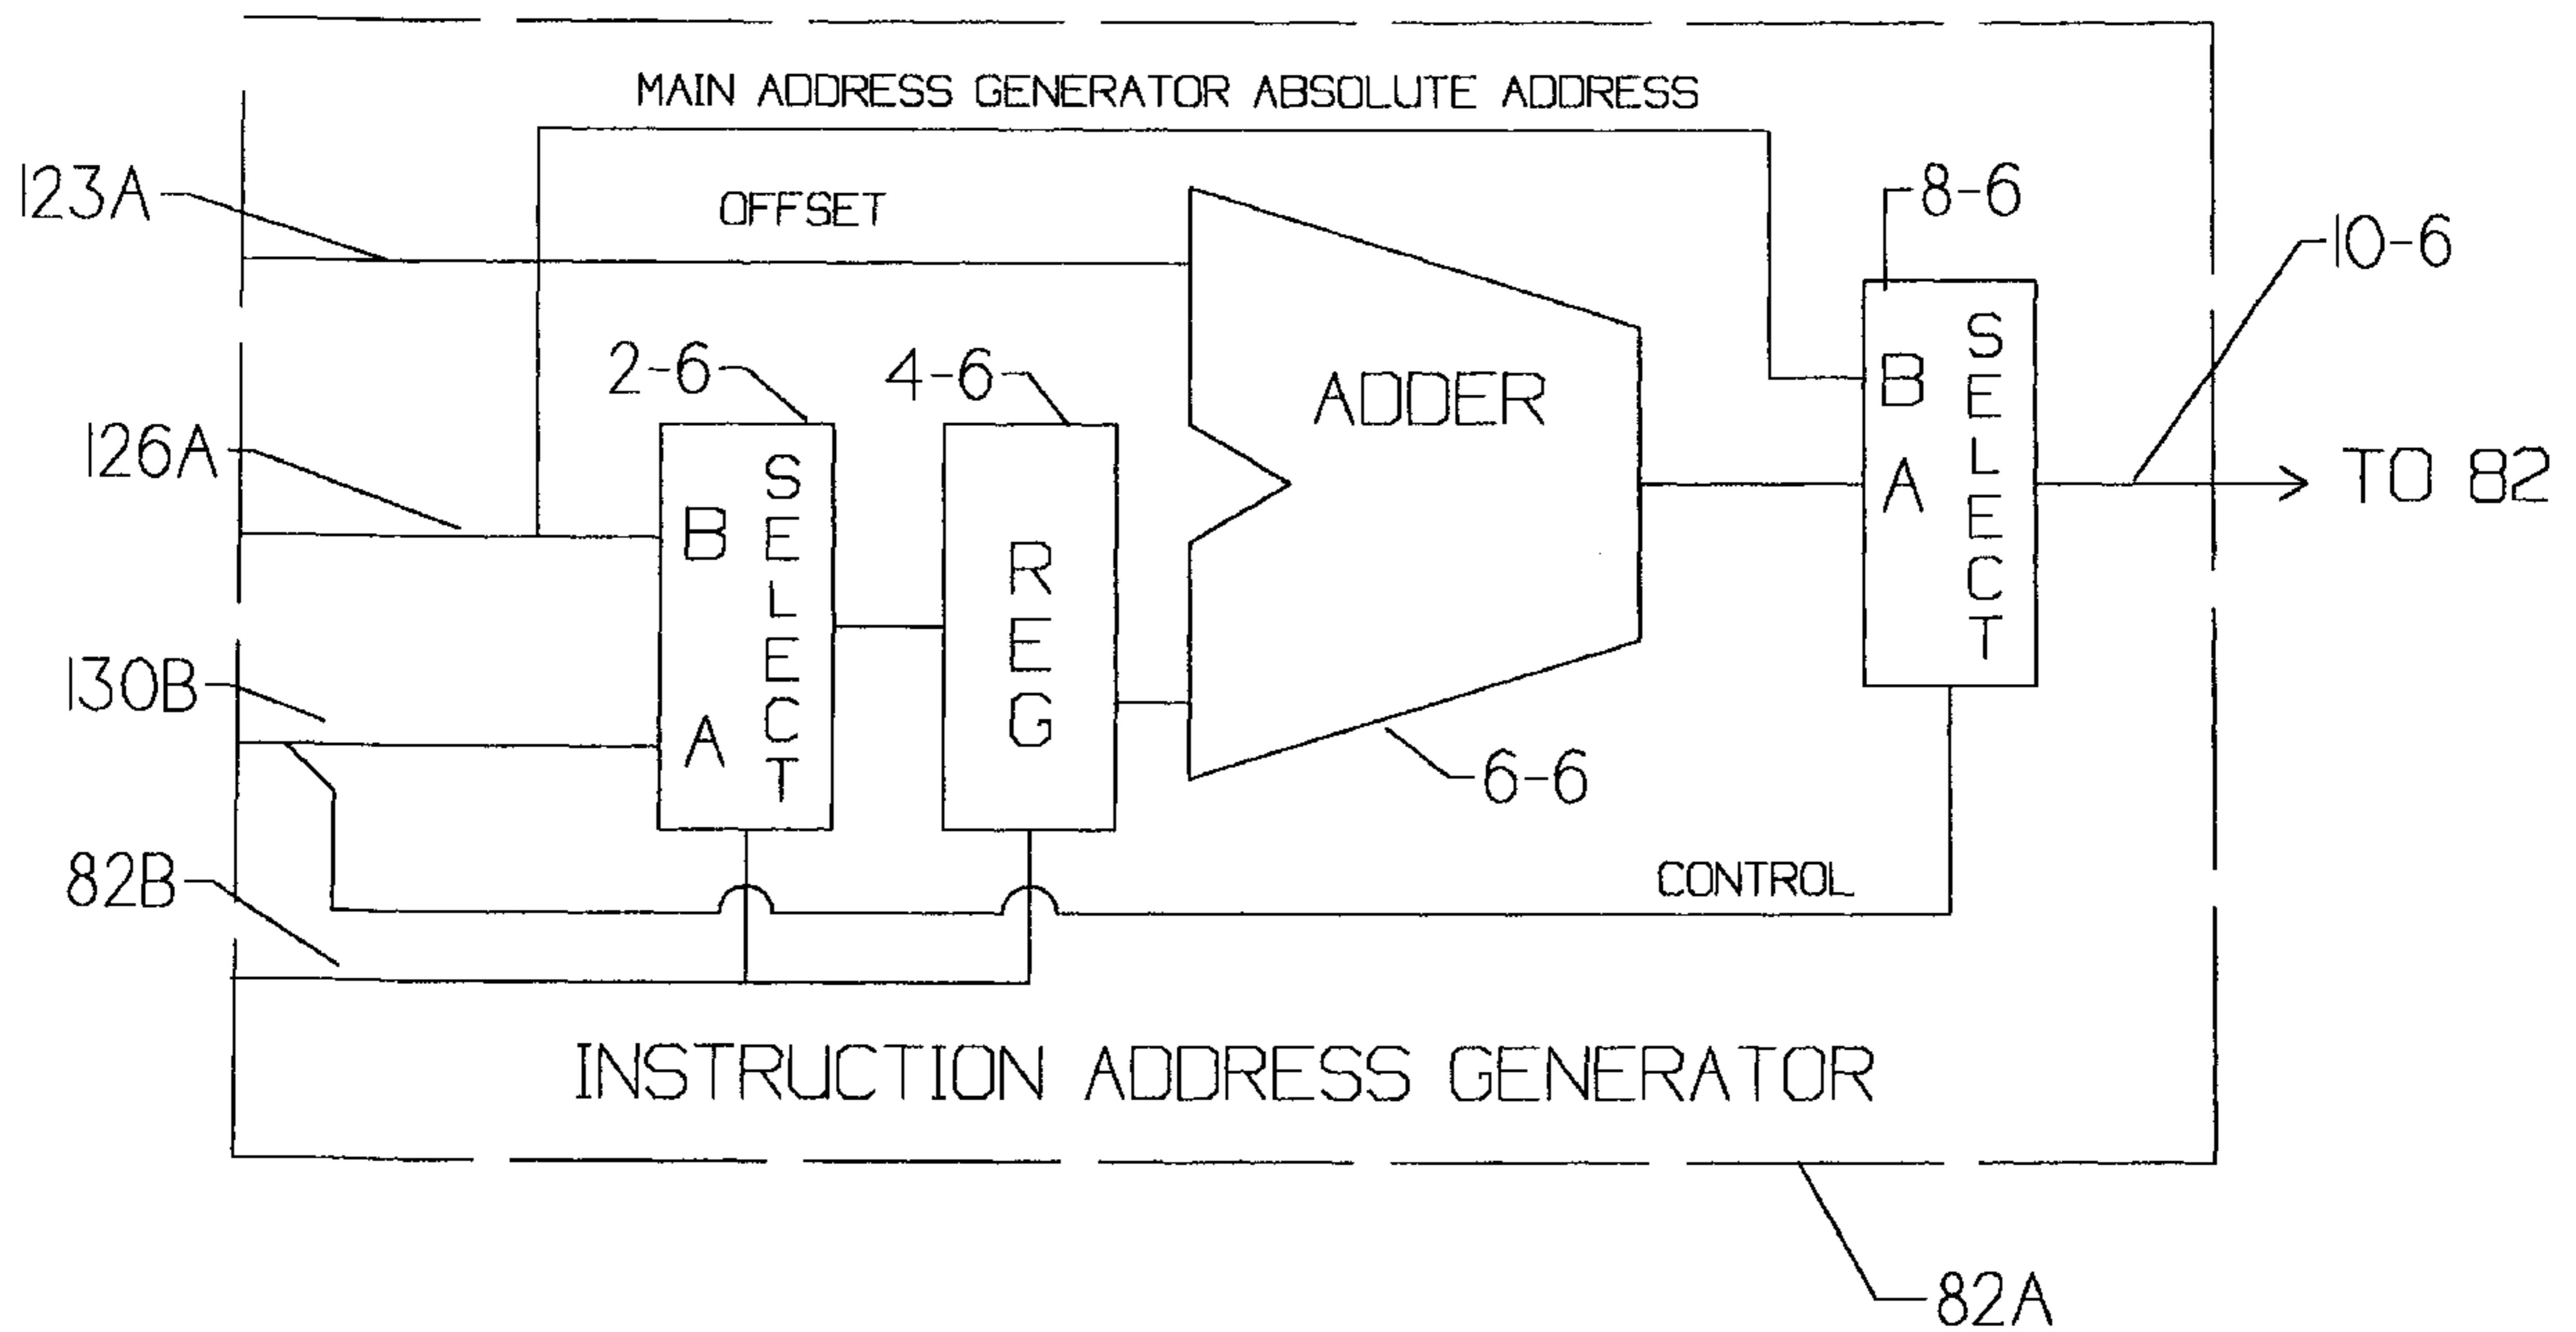 MAIN ADDRESS GENERATOR ABSOLUTE ADDRESS
123A
OFFSET
8-6
10-6
2-6
4-6
ADDER
B
A
SELECT
TO 82
126A
B
A
SELECT
REG
130B
6-6
82B
CONTROL
INSTRUCTION ADDRESS GENERATOR
82A